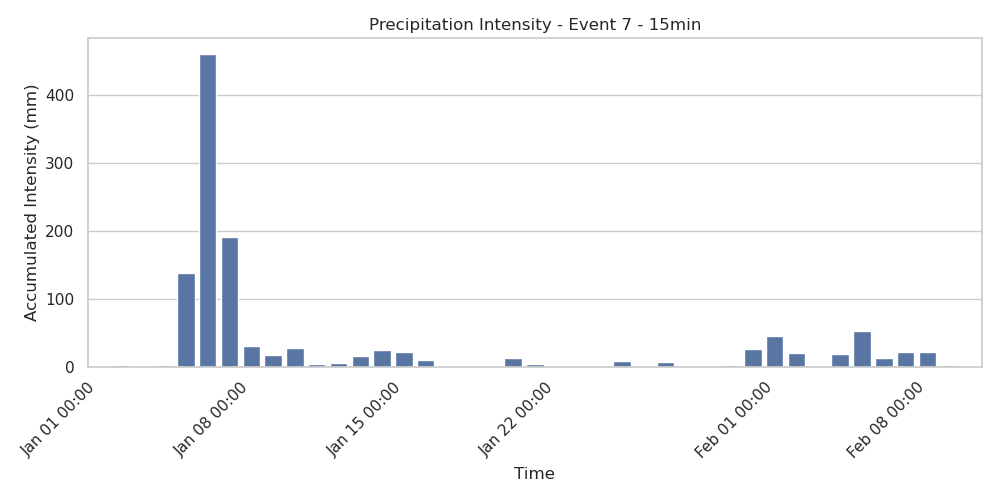 Precipitation Intensity - Event 7 - 15min
Accumulated Intensity (mm)
400
300
200
100
0
Jan 01 00:00
Jan 08 00:00
Jan 15 00:00
Jan 22 00:00
Feb 01 00:00
Feb 08 00:00
Time